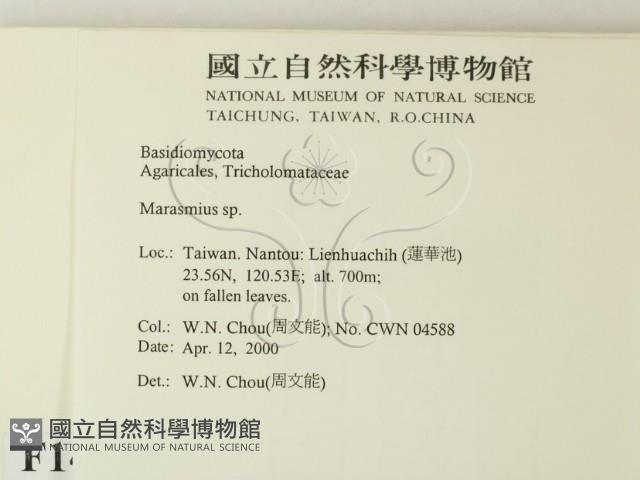 國立自然科學博物館
NATIONAL MUSEUM OF NATURAL SCIENCE
TAICHUNG, TAIWAN, R.O.CHINA
Basidiomycota
Agaricales, Tricholomataceae
Marasmius sp.
Loc.: Taiwan. Nantou: Lienhuachih (蓮華池)
23.56N, 120.53E; alt. 700m;
on fallen leaves.
Col.: W.N. Chou(周文能); No. CWN 04588
Date: Apr. 12, 2000
Det.: W.N. Chou(周文能)
國立自然科學博物館
NATIONAL MUSEUM OF NATURAL SCIENCE